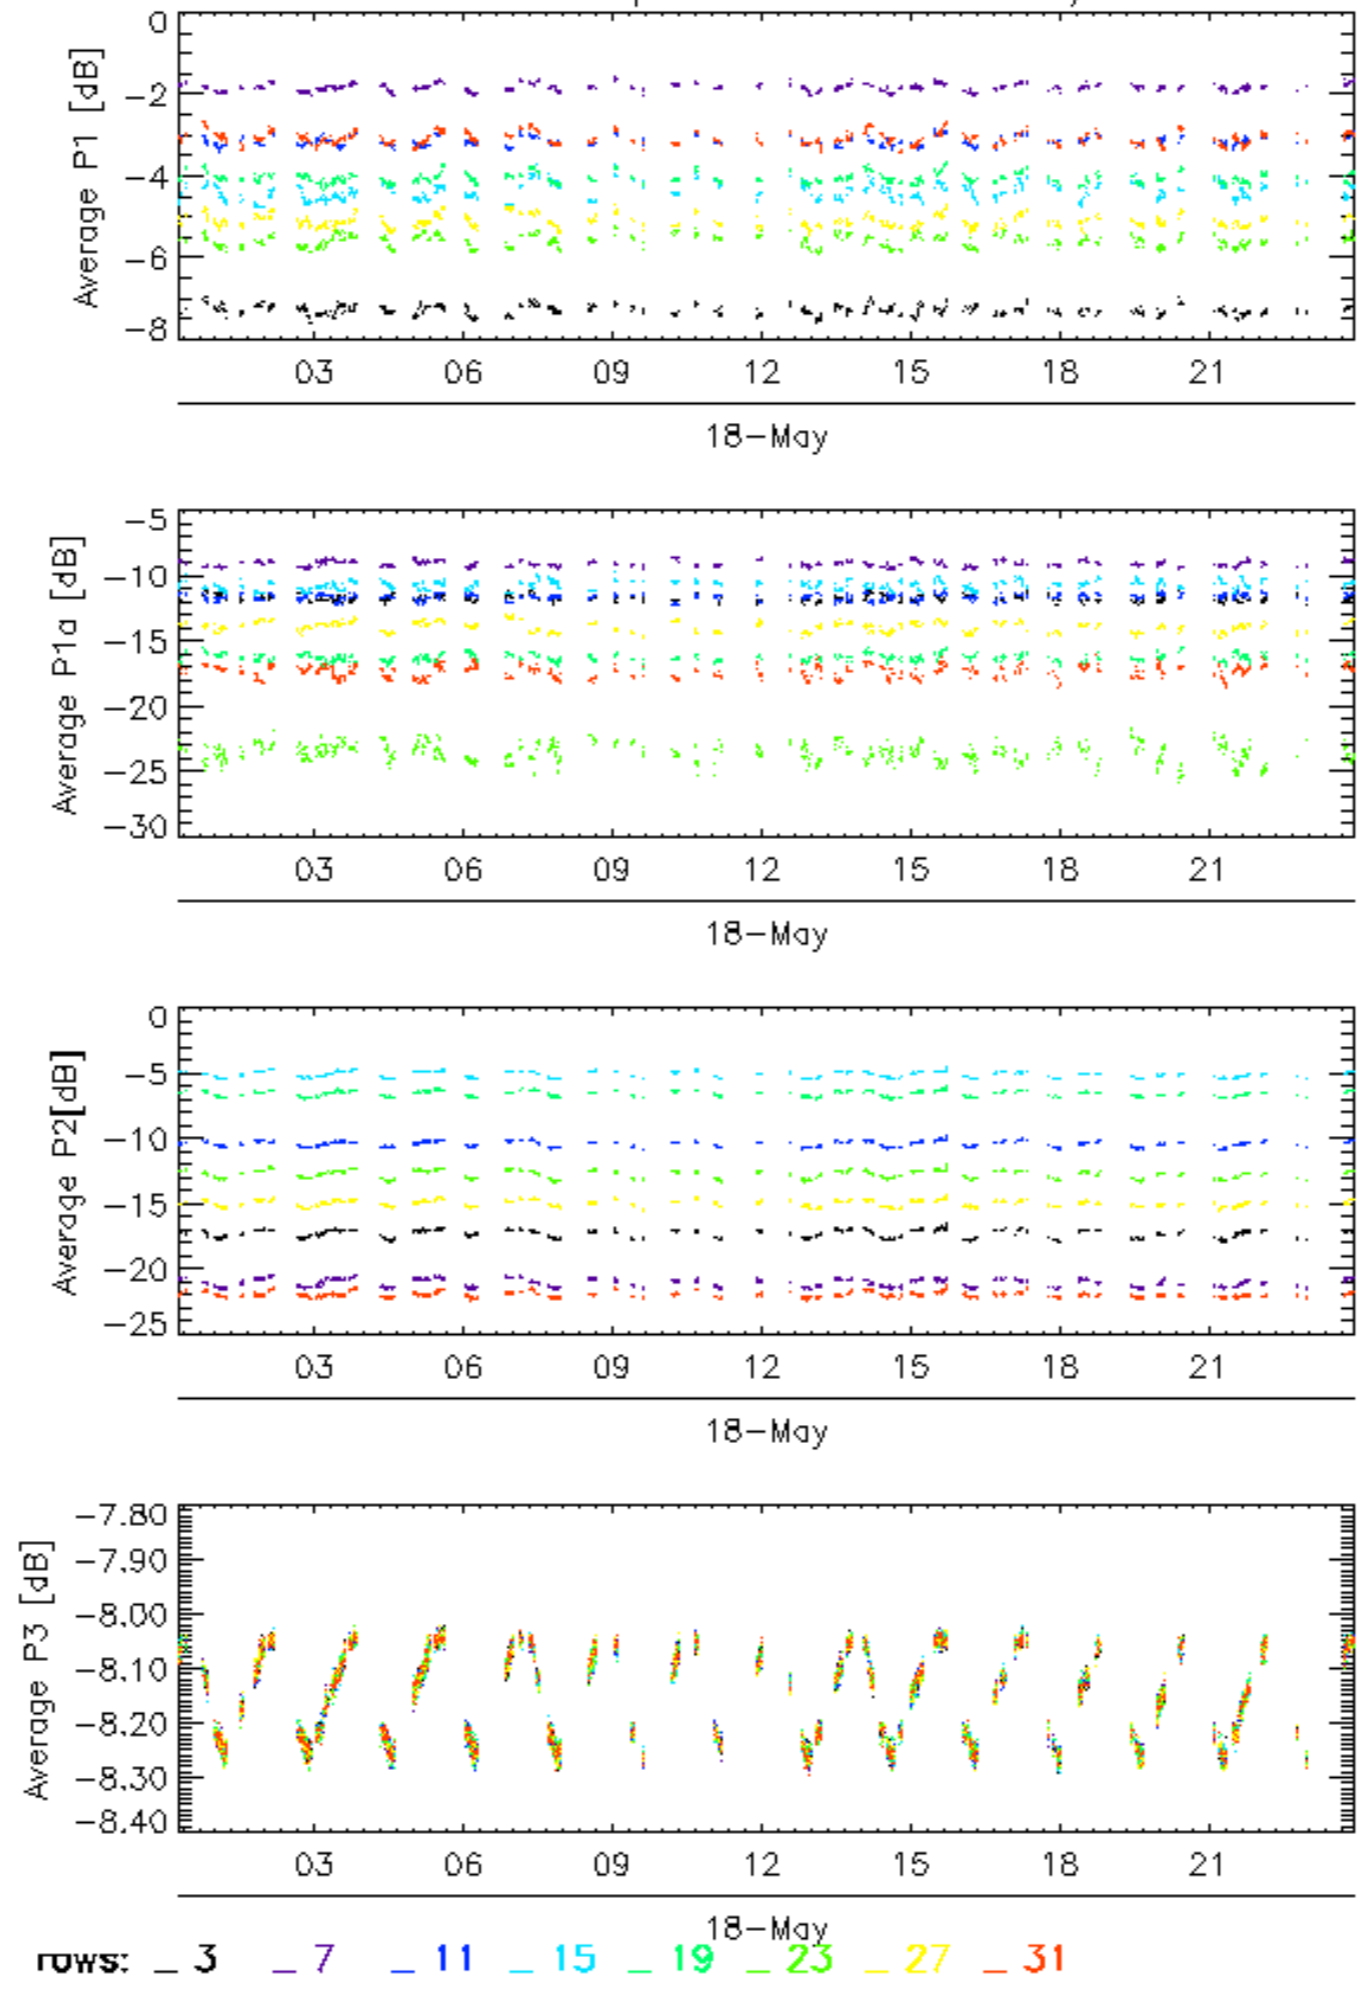 Average P1 [dB]
0
−2
−4
−6
−8
03 06 09 12 15 18 21
18−May
Average P1a [dB]
−5
−10
−15
−20
−25
−30
03 06 09 12 15 18 21
18−May
Average P2[dB]
0
−5
−10
−15
−20
−25
03 06 09 12 15 18 21
18−May
Average P3 [dB]
−7.80
−7.90
−8.00
−8.10
−8.20
−8.30
−8.40
03 06 09 12 15 18 21
18−May
rows: _ 3 _ 7 _ 11 _ 15 _ 19 _ 23 _ 27 _ 31